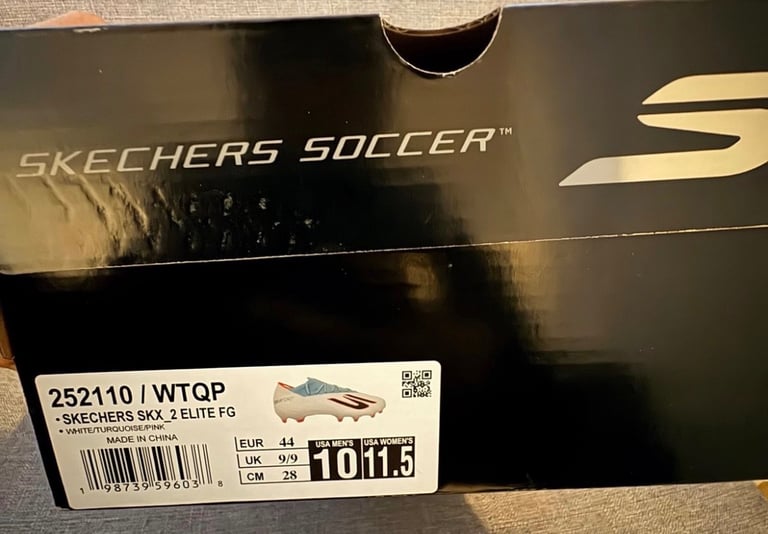 SKECHERS SOCCER™
252110 / WTQP
• SKECHERS SKX_2 ELITE FG
• WHITE/TURQUOISE/PINK
MADE IN CHINA
EUR 44
UK 9/9
CM 28
USA MEN'S 10
USA WOMEN'S 11.5
1 98739 59603 8